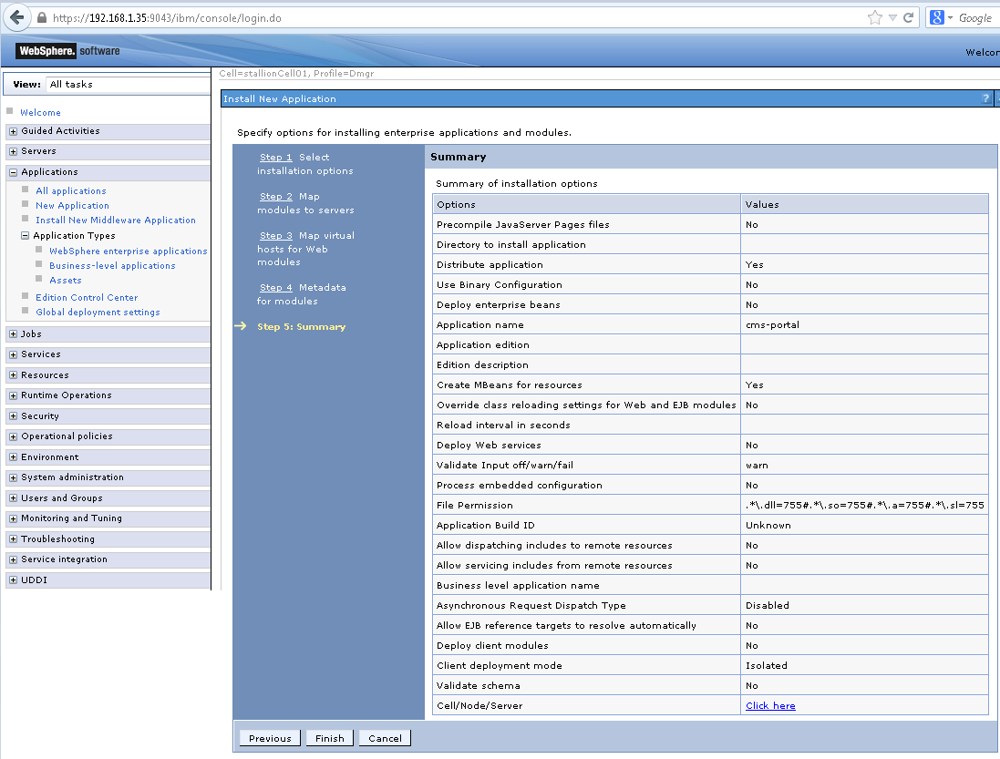 https://192.168.1.35:9043/ibm/console/login.do
Google
WebSphere. software
View: All tasks
Welcome
Guided Activities
Servers
Applications
All applications
New Application
Install New Middleware Application
Application Types
WebSphere enterprise applications
Business-level applications
Assets
Edition Control Center
Global deployment settings
Jobs
Services
Resources
Runtime Operations
Security
Operational policies
Environment
System administration
Users and Groups
Monitoring and Tuning
Troubleshooting
Service integration
UDDI
Cell=stallionCell01, Profile=Dmgr
Install New Application ?
Specify options for installing enterprise applications and modules.
Step 1 Select
installation options
Step 2 Map
modules to servers
Step 3 Map virtual
hosts for Web
modules
Step 4 Metadata
for modules
Step 5: Summary
Summary
Summary of installation options
Options Values
Precompile JavaServer Pages files No
Directory to install application
Distribute application Yes
Use Binary Configuration No
Deploy enterprise beans No
Application name cms-portal
Application edition
Edition description
Create MBeans for resources Yes
Override class reloading settings for Web and EJB modules No
Reload interval in seconds
Deploy Web services No
Validate Input off/warn/fail warn
Process embedded configuration No
File Permission .*\.dll=755#.*\.so=755#.*\.a=755#.*\.sl=755
Application Build ID Unknown
Allow dispatching includes to remote resources No
Allow servicing includes from remote resources No
Business level application name
Asynchronous Request Dispatch Type Disabled
Allow EJB reference targets to resolve automatically No
Deploy client modules No
Client deployment mode Isolated
Validate schema No
Cell/Node/Server Click here
Previous Finish Cancel